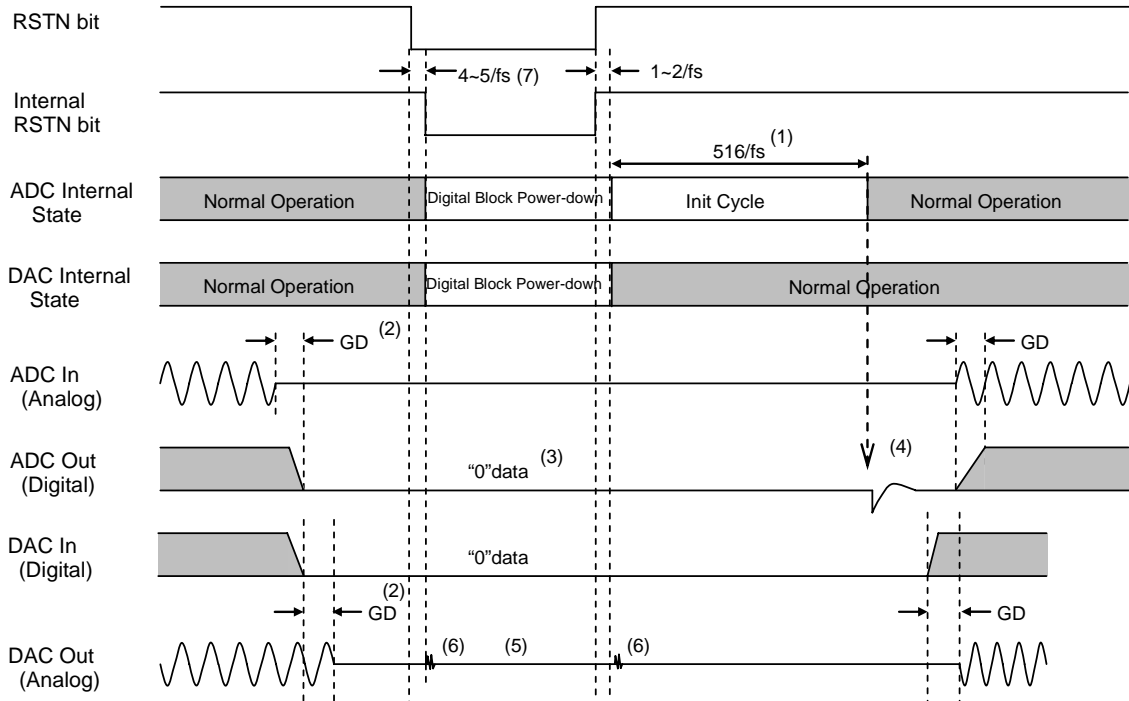 RSTN bit
4~5/fs (7)
1~2/fs
Internal
RSTN bit
516/fs (1)
ADC Internal
State
Normal Operation
Digital Block Power-down
Init Cycle
Normal Operation
DAC Internal
State
Normal Operation
Digital Block Power-down
Normal Operation
GD (2)
GD
ADC In
(Analog)
ADC Out
(Digital)
“0”data (3)
(4)
DAC In
(Digital)
“0”data
(2)
GD
GD
DAC Out
(Analog)
(6)
(5)
(6)